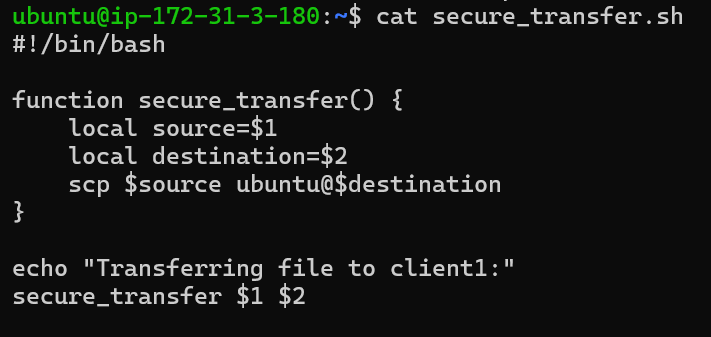 ubuntu@ip-172-31-3-180:~$ cat secure_transfer.sh
#!/bin/bash

function secure_transfer() {
    local source=$1
    local destination=$2
    scp $source ubuntu@$destination
}

echo "Transferring file to client1:"
secure_transfer $1 $2